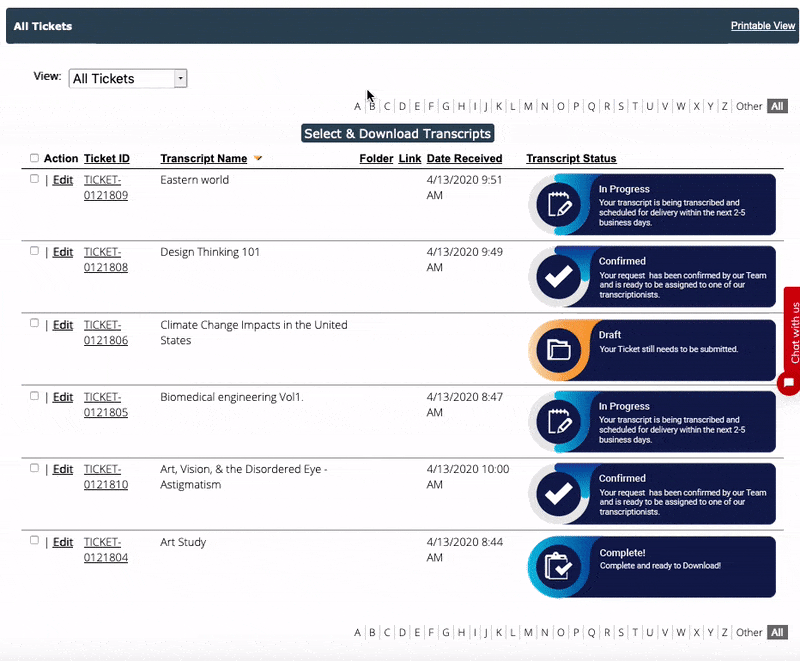 All Tickets
Printable View
View: All Tickets
A B C D E F G H I J K L M N O P Q R S T U V W X Y Z Other All
Select & Download Transcripts
Action Ticket ID Transcript Name Folder Link Date Received Transcript Status
| Edit TICKET- Eastern world 4/13/2020 9:51 In Progress
0121809 AM Your transcript is being transcribed and
scheduled for delivery within the next 2-5
business days.
| Edit TICKET- Design Thinking 101 4/13/2020 9:49 Confirmed
0121808 AM Your request has been confirmed by our Team
and is ready to be assigned to one of our
transcriptionists.
| Edit TICKET- Climate Change Impacts in the United Draft
0121806 States Your Ticket still needs to be submitted.
| Edit TICKET- Biomedical engineering Vol1. 4/13/2020 8:47 In Progress
0121805 AM Your transcript is being transcribed and
scheduled for delivery within the next 2-5
business days.
| Edit TICKET- Art, Vision, & the Disordered Eye - 4/13/2020 10:00 Confirmed
0121810 Astigmatism AM Your request has been confirmed by our Team
and is ready to be assigned to one of our
transcriptionists.
| Edit TICKET- Art Study 4/13/2020 8:44 Complete!
0121804 AM Complete and ready to Download!
Chat with us
A B C D E F G H I J K L M N O P Q R S T U V W X Y Z Other All